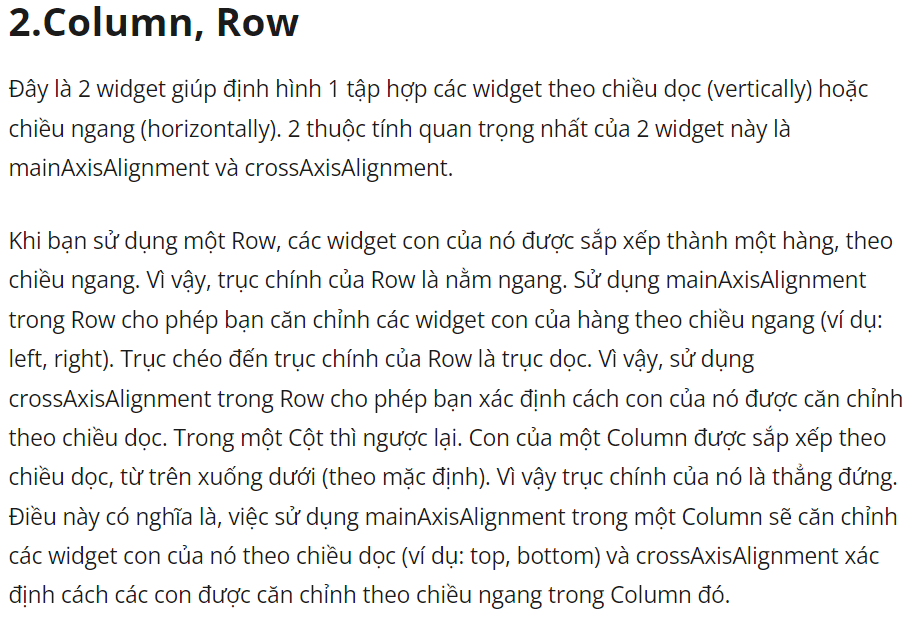 2.Column, Row
Đây là 2 widget giúp định hình 1 tập hợp các widget theo chiều dọc (vertically) hoặc
chiều ngang (horizontally). 2 thuộc tính quan trọng nhất của 2 widget này là
mainAxisAlignment và crossAxisAlignment.
Khi bạn sử dụng một Row, các widget con của nó được sắp xếp thành một hàng, theo
chiều ngang. Vì vậy, trục chính của Row là nằm ngang. Sử dụng mainAxisAlignment
trong Row cho phép bạn căn chỉnh các widget con của hàng theo chiều ngang (ví dụ:
left, right). Trục chéo đến trục chính của Row là trục dọc. Vì vậy, sử dụng
crossAxisAlignment trong Row cho phép bạn xác định cách con của nó được căn chỉnh
theo chiều dọc. Trong một Cột thì ngược lại. Con của một Column được sắp xếp theo
chiều dọc, từ trên xuống dưới (theo mặc định). Vì vậy trục chính của nó là thẳng đứng.
Điều này có nghĩa là, việc sử dụng mainAxisAlignment trong một Column sẽ căn chỉnh
các widget con của nó theo chiều dọc (ví dụ: top, bottom) và crossAxisAlignment xác
định cách các con được căn chỉnh theo chiều ngang trong Column đó.